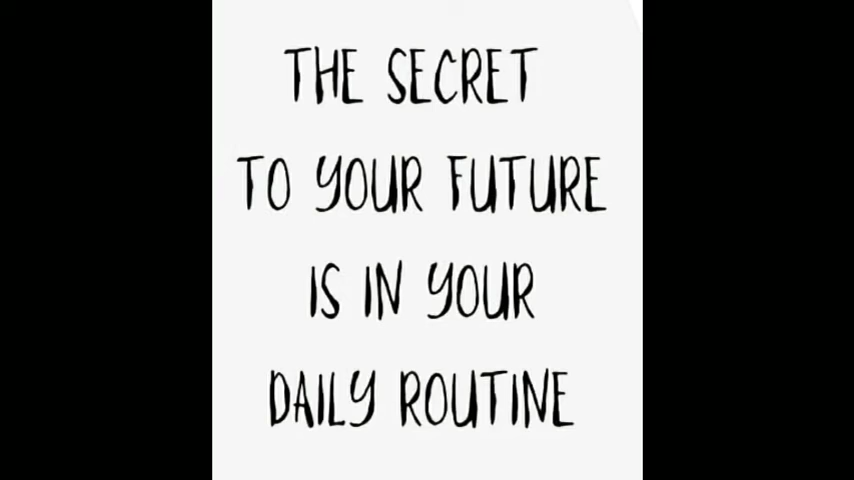 THE SECRET
TO YOUR FUTURE
IS IN YOUR
DAILY ROUTINE